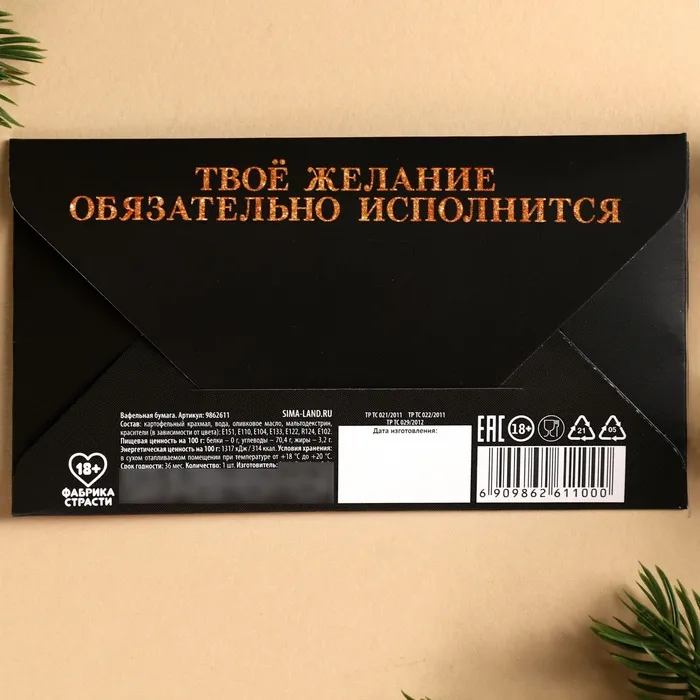 ТВОЁ ЖЕЛАНИЕ
ОБЯЗАТЕЛЬНО ИСПОЛНИТСЯ
Вафельная бумага. Артикул: 9862611 SIMA-LAND.RU
Состав: картофельный крахмал, вода, оливковое масло, мальтодекстрин,
красители (в зависимости от цвета): E151, E110, E104, E133, E122, R124, E102.
Пищевая ценность на 100 г: белки – 0 г, углеводы – 70,4 г, жиры – 3,2 г.
Энергетическая ценность на 100 г: 1317 кДж / 314 ккал. Условия хранения:
в сухом отапливаемом помещении при температуре от +18 °С до +20 °С.
Срок годности: 36 мес. Количество: 1 шт. Изготовитель:
18+
ФАБРИКА
СТРАСТИ
ТР ТС 021/2011 ТР ТС 022/2011
ТР ТС 029/2012
Дата изготовления:
EAC 18+ 21 05
6 909862 611000